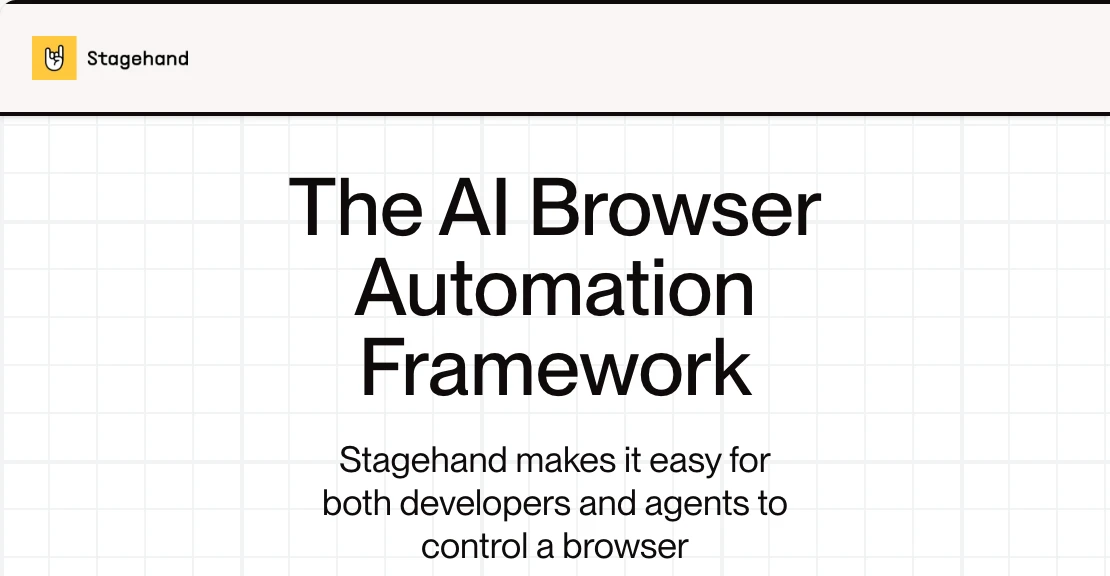 Stagehand
The AI Browser
Automation
Framework
Stagehand makes it easy for
both developers and agents to
control a browser